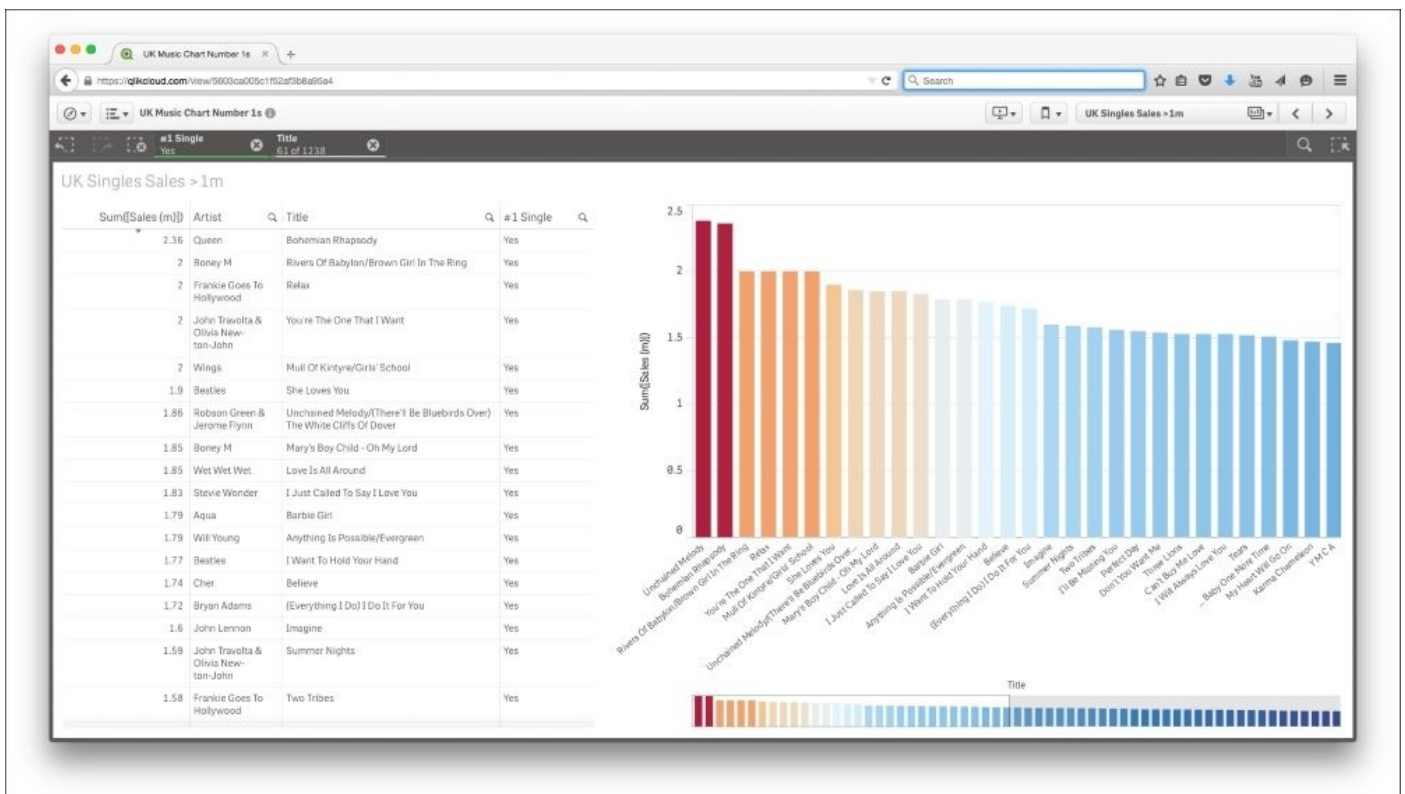 UK Music Chart Number 1s
https://qlikcloud.com/view/5603ca005c1f52af3b8a95a4
Search
UK Music Chart Number 1s
UK Singles Sales >1m
#1 Single
Yes
Title
61 of 1238
UK Singles Sales >1m
Sum([Sales (m)]) Artist Title #1 Single
2.36 Queen Bohemian Rhapsody Yes
2 Boney M Rivers Of Babylon/Brown Girl In The Ring Yes
2 Frankie Goes To Relax Yes
Hollywood
2 John Travolta & You're The One That I Want Yes
Olivia New-
ton-John
2 Wings Mull Of Kintyre/Girls' School Yes
1.9 Beatles She Loves You Yes
1.86 Robson Green & Unchained Melody/(There'll Be Bluebirds Over) Yes
Jerome Flynn The White Cliffs Of Dover
1.85 Boney M Mary's Boy Child - Oh My Lord Yes
1.85 Wet Wet Wet Love Is All Around Yes
1.83 Stevie Wonder I Just Called To Say I Love You Yes
1.79 Aqua Barbie Girl Yes
1.79 Will Young Anything Is Possible/Evergreen Yes
1.77 Beatles I Want To Hold Your Hand Yes
1.74 Cher Believe Yes
1.72 Bryan Adams (Everything I Do) I Do It For You Yes
1.6 John Lennon Imagine Yes
1.59 John Travolta & Summer Nights Yes
Olivia New-
ton-John
1.58 Frankie Goes To Two Tribes Yes
Hollywood
Sum([Sales (m)])
2.5
2
1.5
1
0.5
0
Unchained Melody
Bohemian Rhapsody
Rivers Of Babylon/Brown Girl In The Ring
Relax
You're The One That I Want
Mull Of Kintyre/Girls' School
She Loves You
Unchained Melody/(There'll Be Bluebirds Over...
Mary's Boy Child - Oh My Lord
Love Is All Around
I Just Called To Say I Love You
Barbie Girl
Anything Is Possible/Evergreen
I Want To Hold Your Hand
Believe
(Everything I Do) I Do It For You
Imagine
Summer Nights
Two Tribes
I'll Be Missing You
Perfect Day
Don't You Want Me
Three Lions
Can't Buy Me Love
I Will Always Love You
Tears
...Baby One More Time
My Heart Will Go On
Karma Chameleon
Y M C A
Title